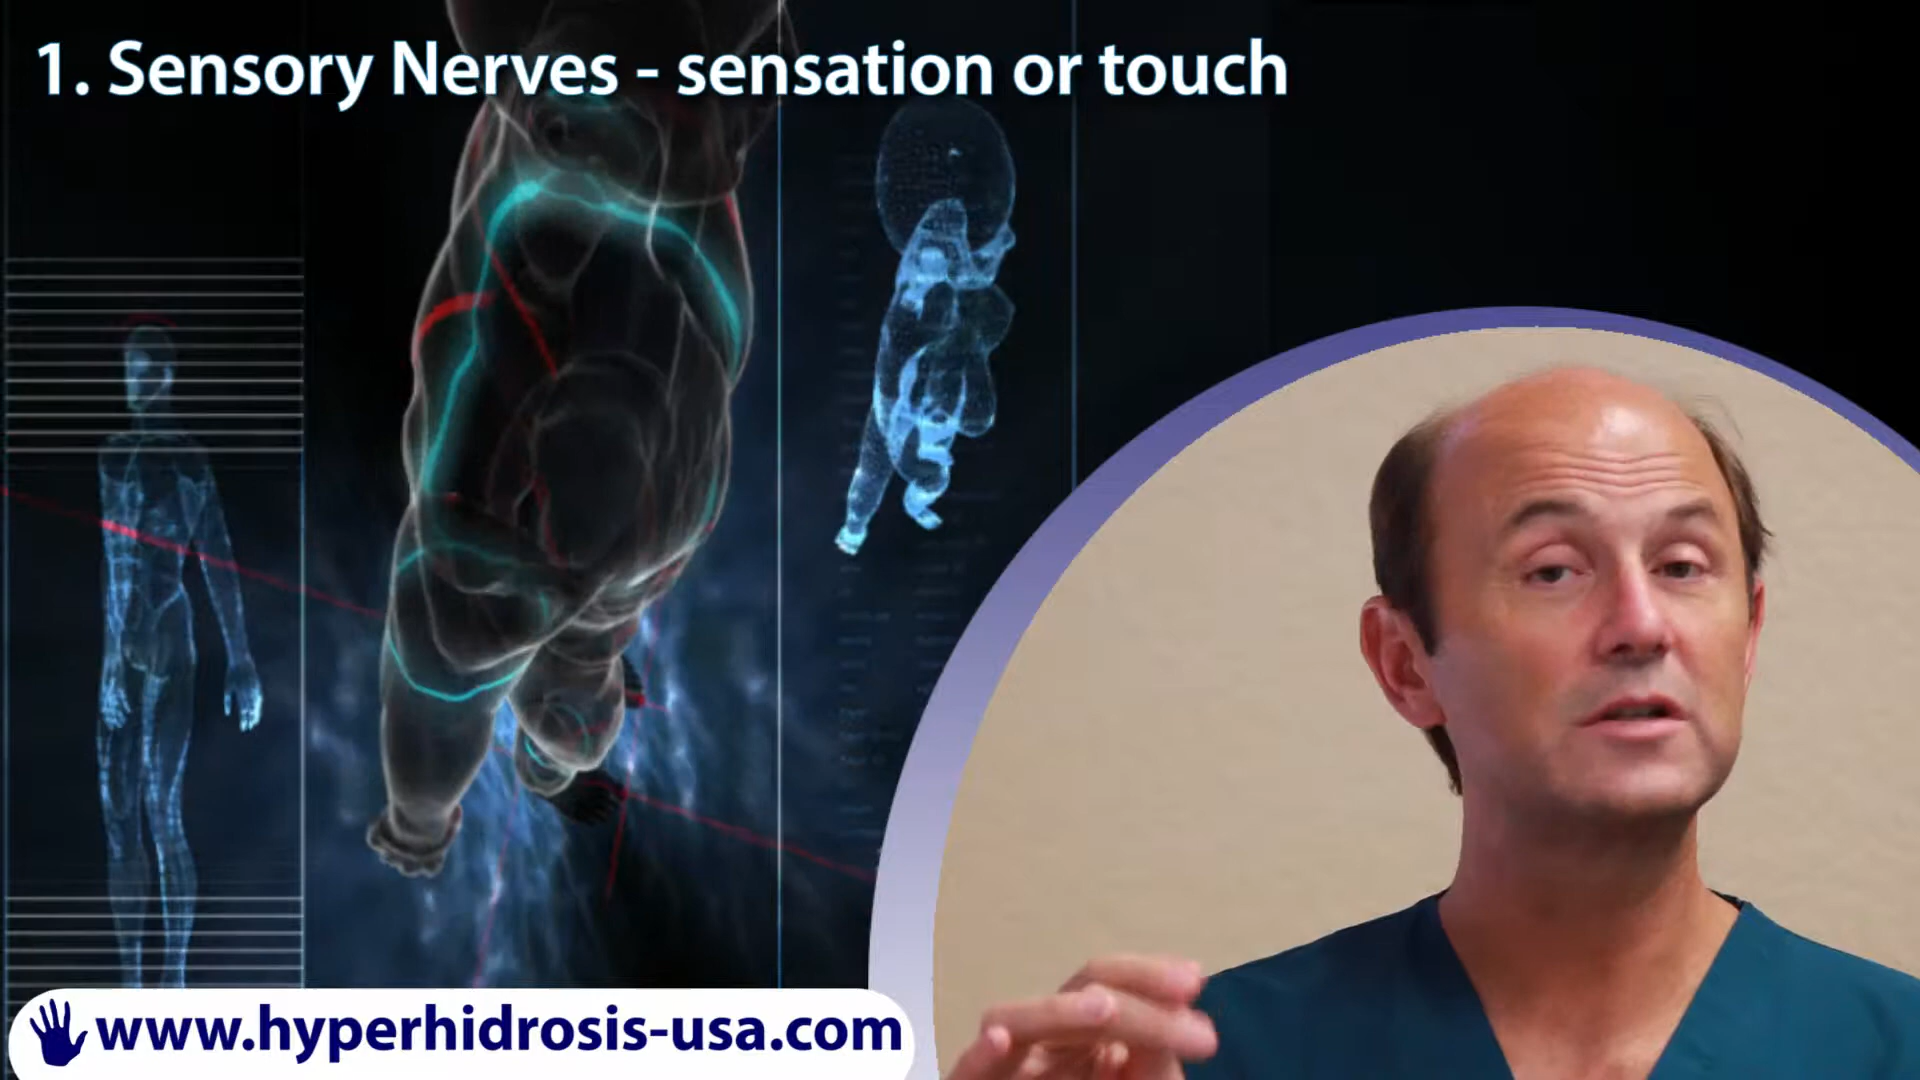 1. Sensory Nerves - sensation or touch
www.hyperhidrosis-usa.com